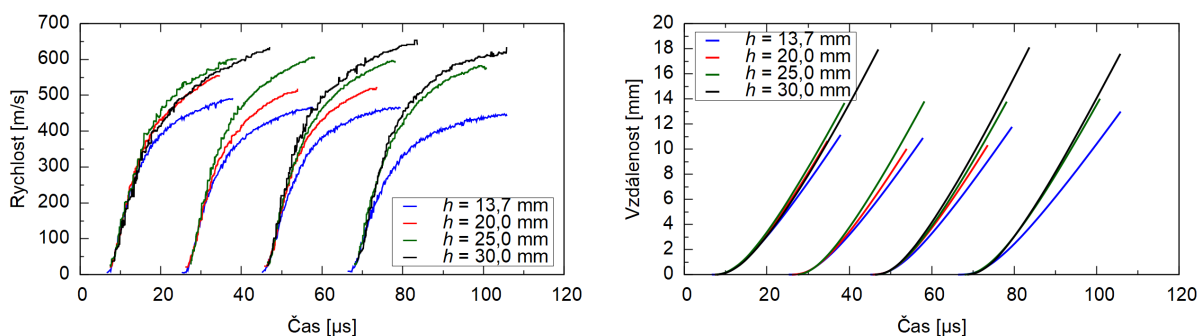 Rychlost [m/s]
700
600
500
400
300
200
100
0
h = 13,7 mm
h = 20,0 mm
h = 25,0 mm
h = 30,0 mm
0 20 40 60 80 100 120
Čas [µs]
Vzdálenost [mm]
20
18
16
14
12
10
8
6
4
2
0
h = 13,7 mm
h = 20,0 mm
h = 25,0 mm
h = 30,0 mm
0 20 40 60 80 100 120
Čas [µs]